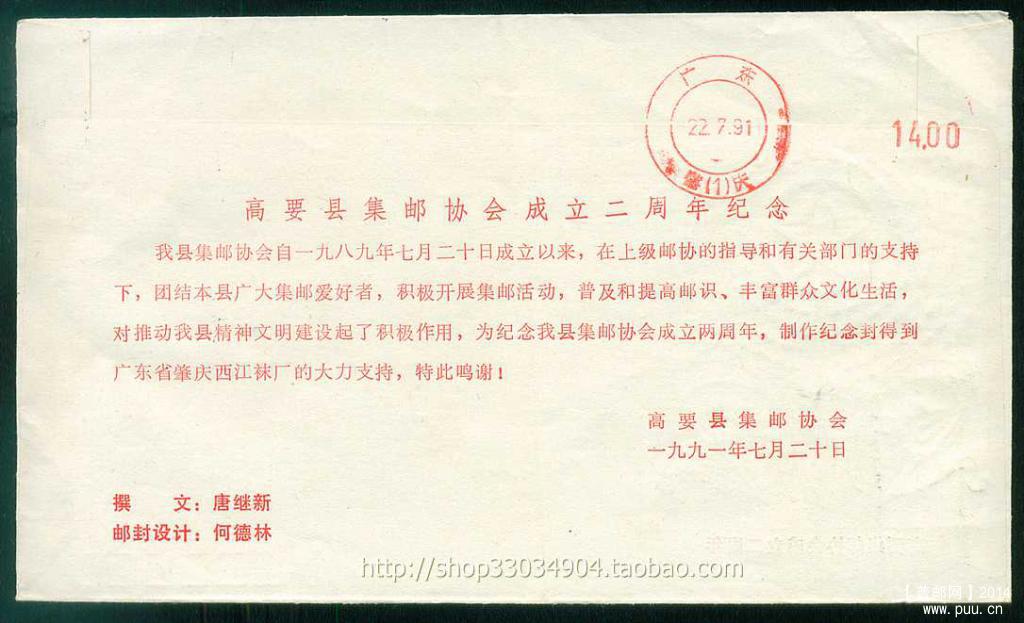 广东
22.7.91
肇(1)庆
14.00
高要县集邮协会成立二周年纪念
我县集邮协会自一九八九年七月二十日成立以来，在上级邮协的指导和有关部门的支持
下，团结本县广大集邮爱好者，积极开展集邮活动，普及和提高邮识、丰富群众文化生活，
对推动我县精神文明建设起了积极作用，为纪念我县集邮协会成立两周年，制作纪念封得到
广东省肇庆西江袜厂的大力支持，特此鸣谢！
高要县集邮协会
一九九一年七月二十日
撰　　文：唐继新
邮封设计：何德林
http://shop33034904.taobao.com
2014
www.puu.cn